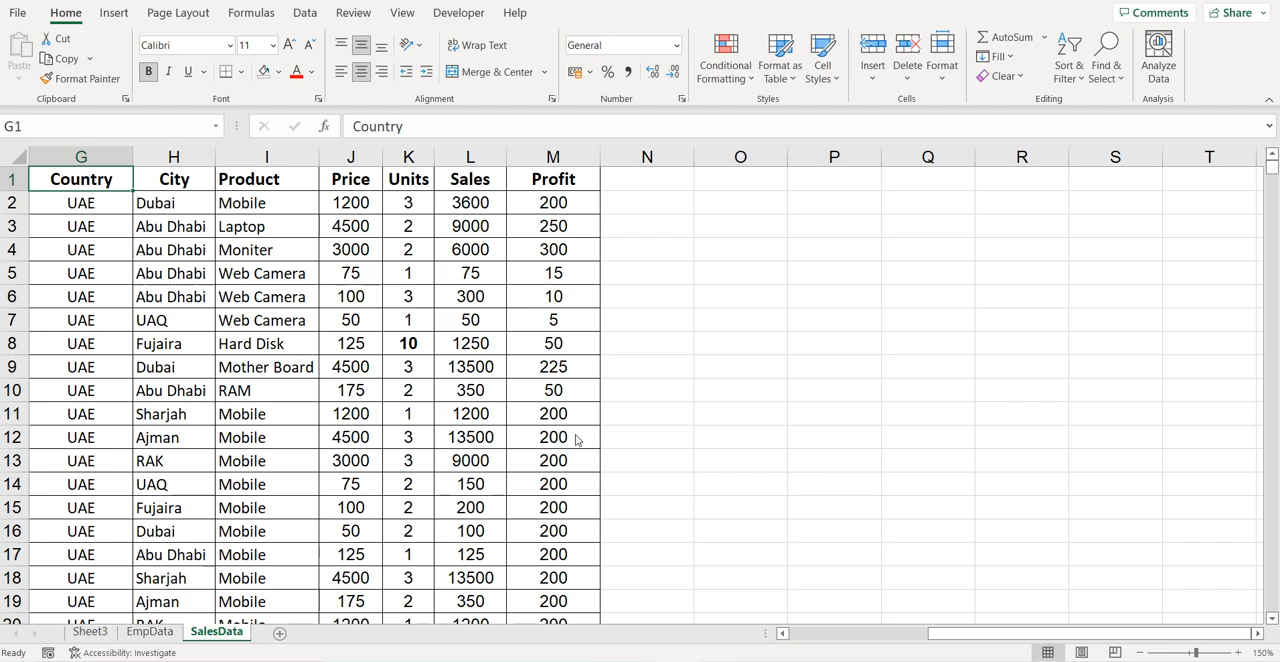 File Home Insert Page Layout Formulas Data Review View Developer Help Comments Share
Paste Cut Copy Format Painter Clipboard
Calibri 11 B I U Font
Wrap Text Merge & Center Alignment
General Number
Conditional Formatting Format as Table Cell Styles Styles
Insert Delete Format Cells
AutoSum Fill Clear Sort & Filter Find & Select Editing
Analyze Data Analysis
G1 fx Country
G H I J K L M N O P Q R S T
1 Country City Product Price Units Sales Profit
2 UAE Dubai Mobile 1200 3 3600 200
3 UAE Abu Dhabi Laptop 4500 2 9000 250
4 UAE Abu Dhabi Moniter 3000 2 6000 300
5 UAE Abu Dhabi Web Camera 75 1 75 15
6 UAE Abu Dhabi Web Camera 100 3 300 10
7 UAE UAQ Web Camera 50 1 50 5
8 UAE Fujaira Hard Disk 125 10 1250 50
9 UAE Dubai Mother Board 4500 3 13500 225
10 UAE Abu Dhabi RAM 175 2 350 50
11 UAE Sharjah Mobile 1200 1 1200 200
12 UAE Ajman Mobile 4500 3 13500 200
13 UAE RAK Mobile 3000 3 9000 200
14 UAE UAQ Mobile 75 2 150 200
15 UAE Fujaira Mobile 100 2 200 200
16 UAE Dubai Mobile 50 2 100 200
17 UAE Abu Dhabi Mobile 125 1 125 200
18 UAE Sharjah Mobile 4500 3 13500 200
19 UAE Ajman Mobile 175 2 350 200
Sheet3 EmpData SalesData
Ready Accessibility: Investigate 150%